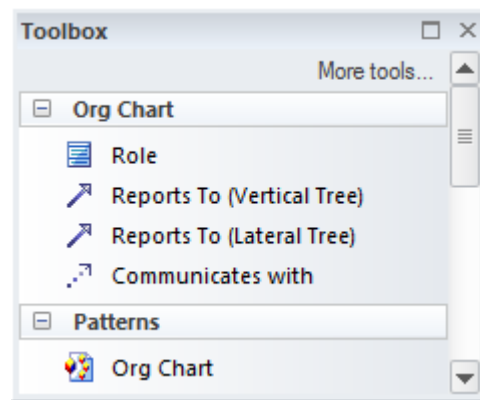 Toolbox
More tools...
Org Chart
Role
Reports To (Vertical Tree)
Reports To (Lateral Tree)
Communicates with
Patterns
Org Chart